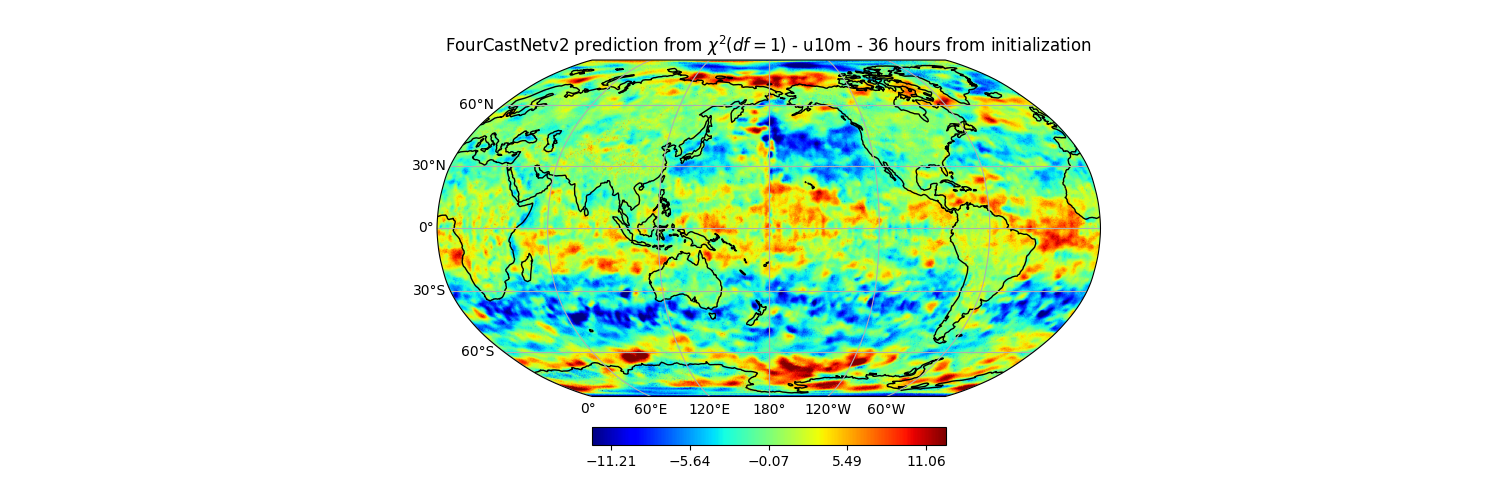 FourCastNetv2 prediction from χ²(df = 1) - u10m - 36 hours from initialization
60°N
30°N
0°
30°S
60°S
0° 60°E 120°E 180° 120°W 60°W
−11.21 −5.64 −0.07 5.49 11.06